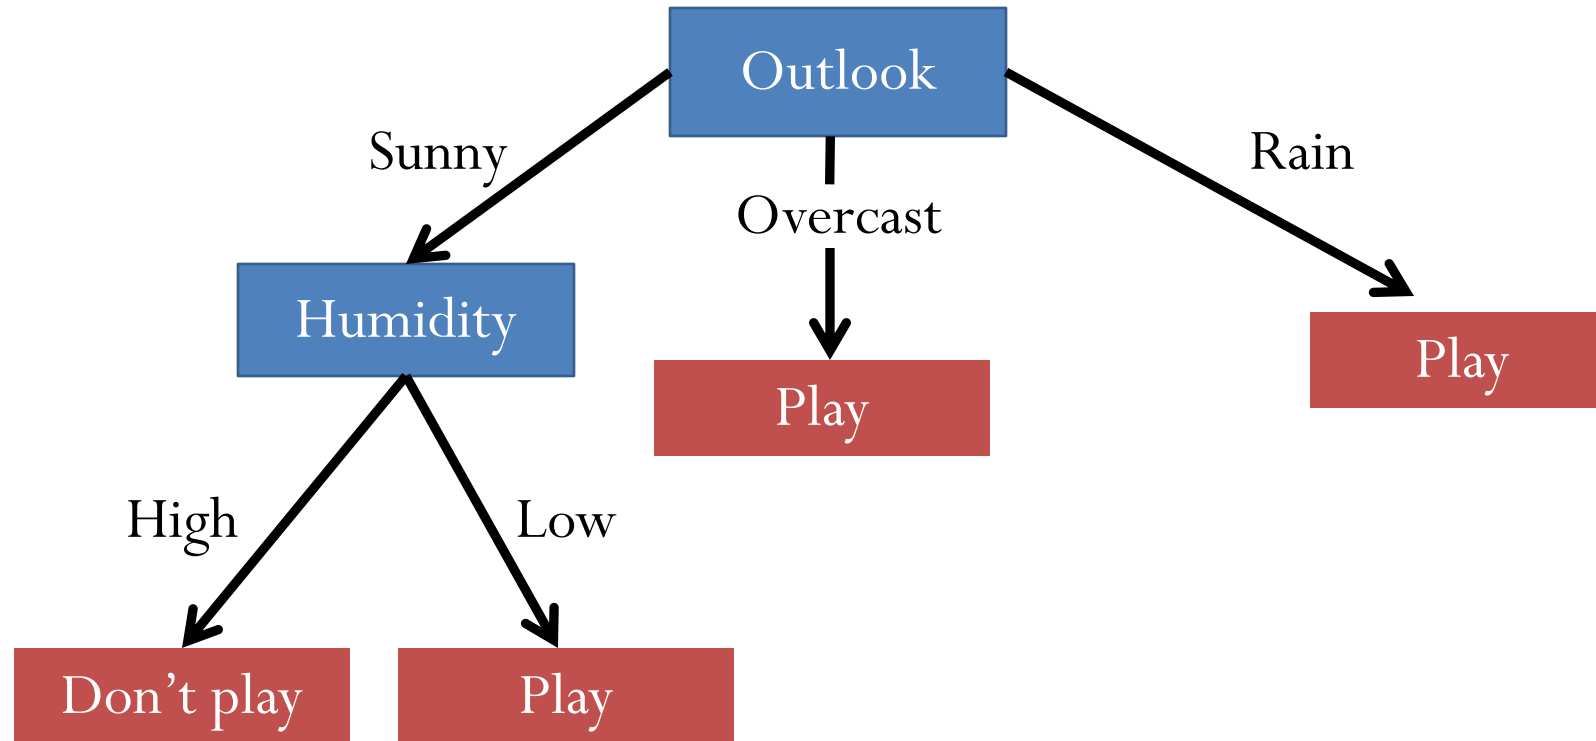 Outlook
Sunny
Rain
Overcast
Humidity
Play
Play
High
Low
Don’t play
Play